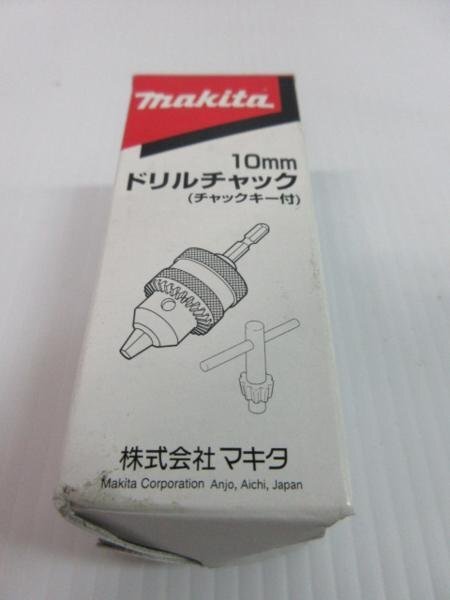 makita
10mm
ドリルチャック
(チャックキー付)
株式会社マキタ
Makita Corporation Anjo, Aichi, Japan